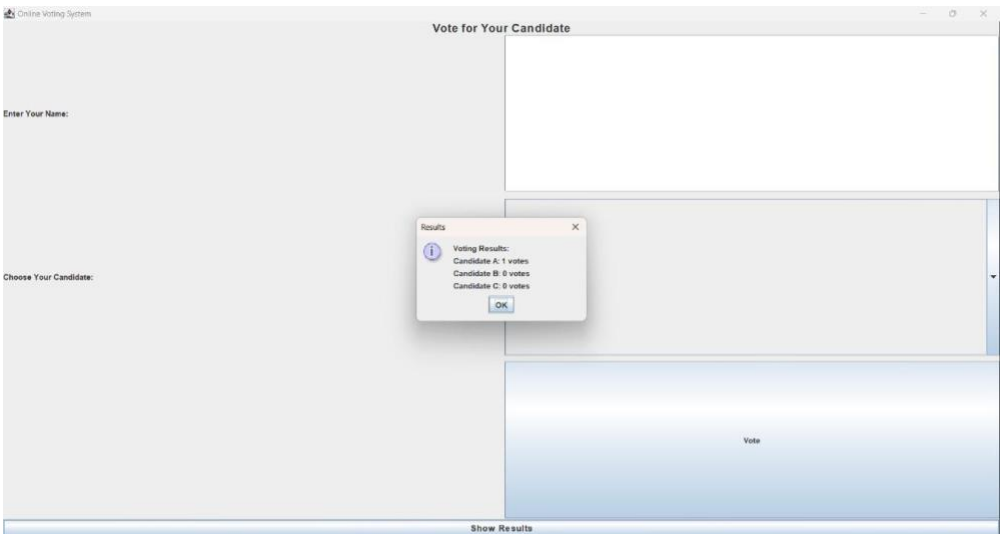 Online Voting System
Vote for Your Candidate
Enter Your Name:
Results
Voting Results:
Candidate A: 1 votes
Candidate B: 0 votes
Candidate C: 0 votes
OK
Choose Your Candidate:
Vote
Show Results